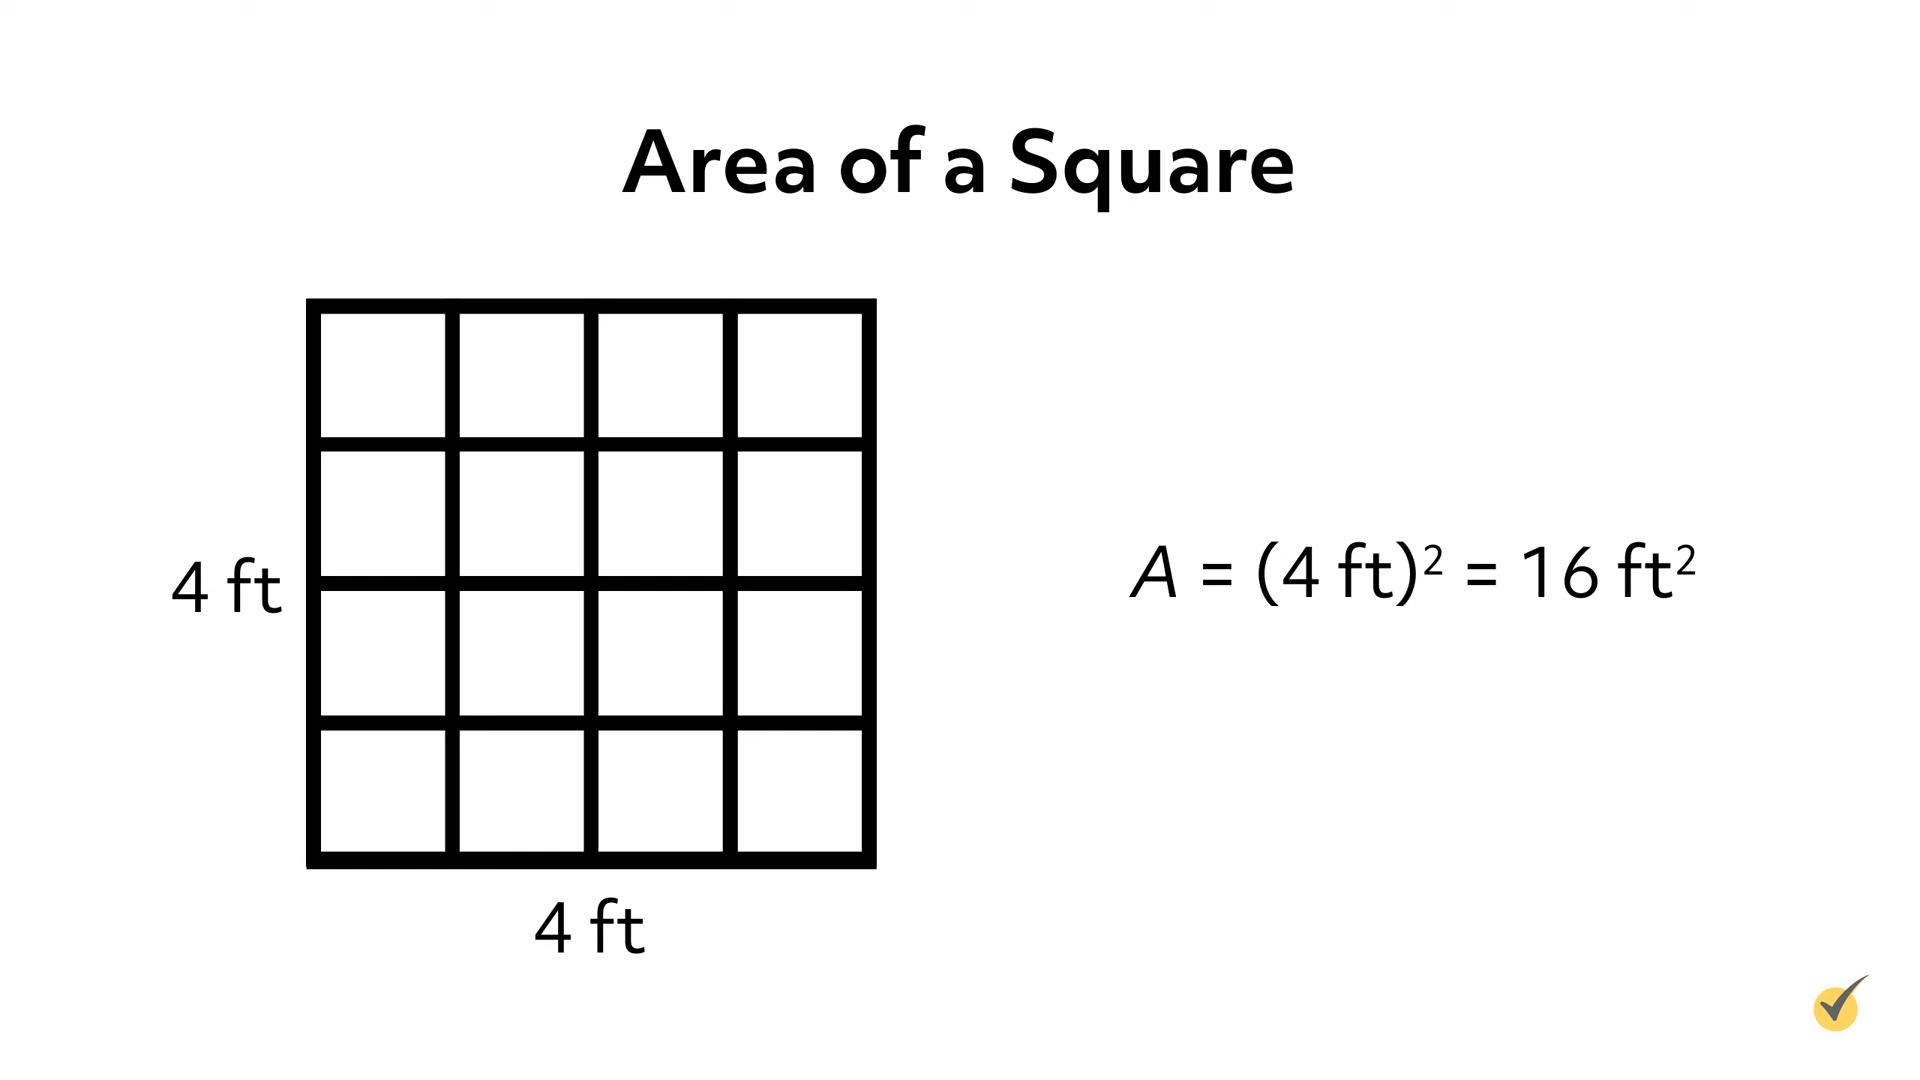 Area of a Square
4 ft
A = (4 ft)² = 16 ft²
4 ft